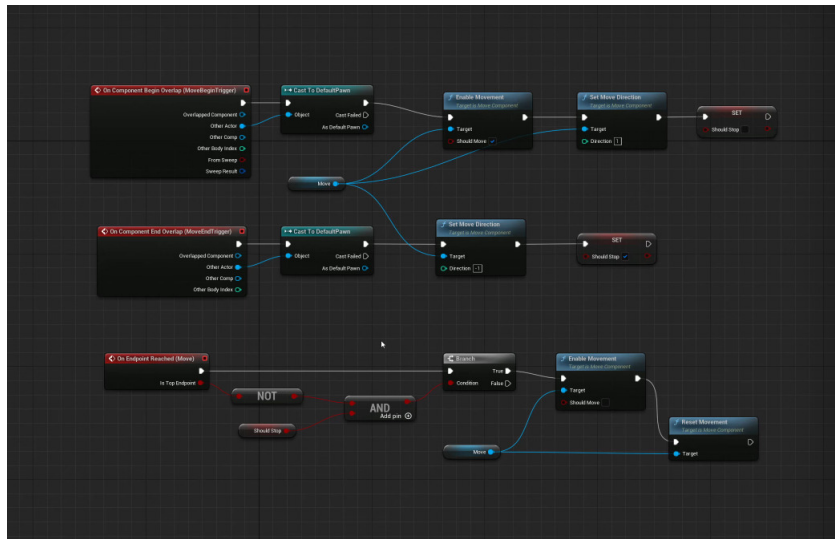 On Component Begin Overlap (MoveBeginTrigger)
Overlapped Component
Other Actor
Other Comp
Other Body Index
From Sweep
Sweep Result
Cast To DefaultPawn
Object
Cast Failed
As Default Pawn
Enable Movement
Target is Move Component
Target
Should Move
Set Move Direction
Target is Move Component
Target
Direction 1
SET
Should Stop
Move
On Component End Overlap (MoveEndTrigger)
Overlapped Component
Other Actor
Other Comp
Other Body Index
Cast To DefaultPawn
Object
Cast Failed
As Default Pawn
Set Move Direction
Target is Move Component
Target
Direction -1
SET
Should Stop
On Endpoint Reached (Move)
Is Top Endpoint
NOT
Should Stop
AND
Add pin
Branch
True
Condition
False
Enable Movement
Target is Move Component
Target
Should Move
Move
Reset Movement
Target is Move Component
Target